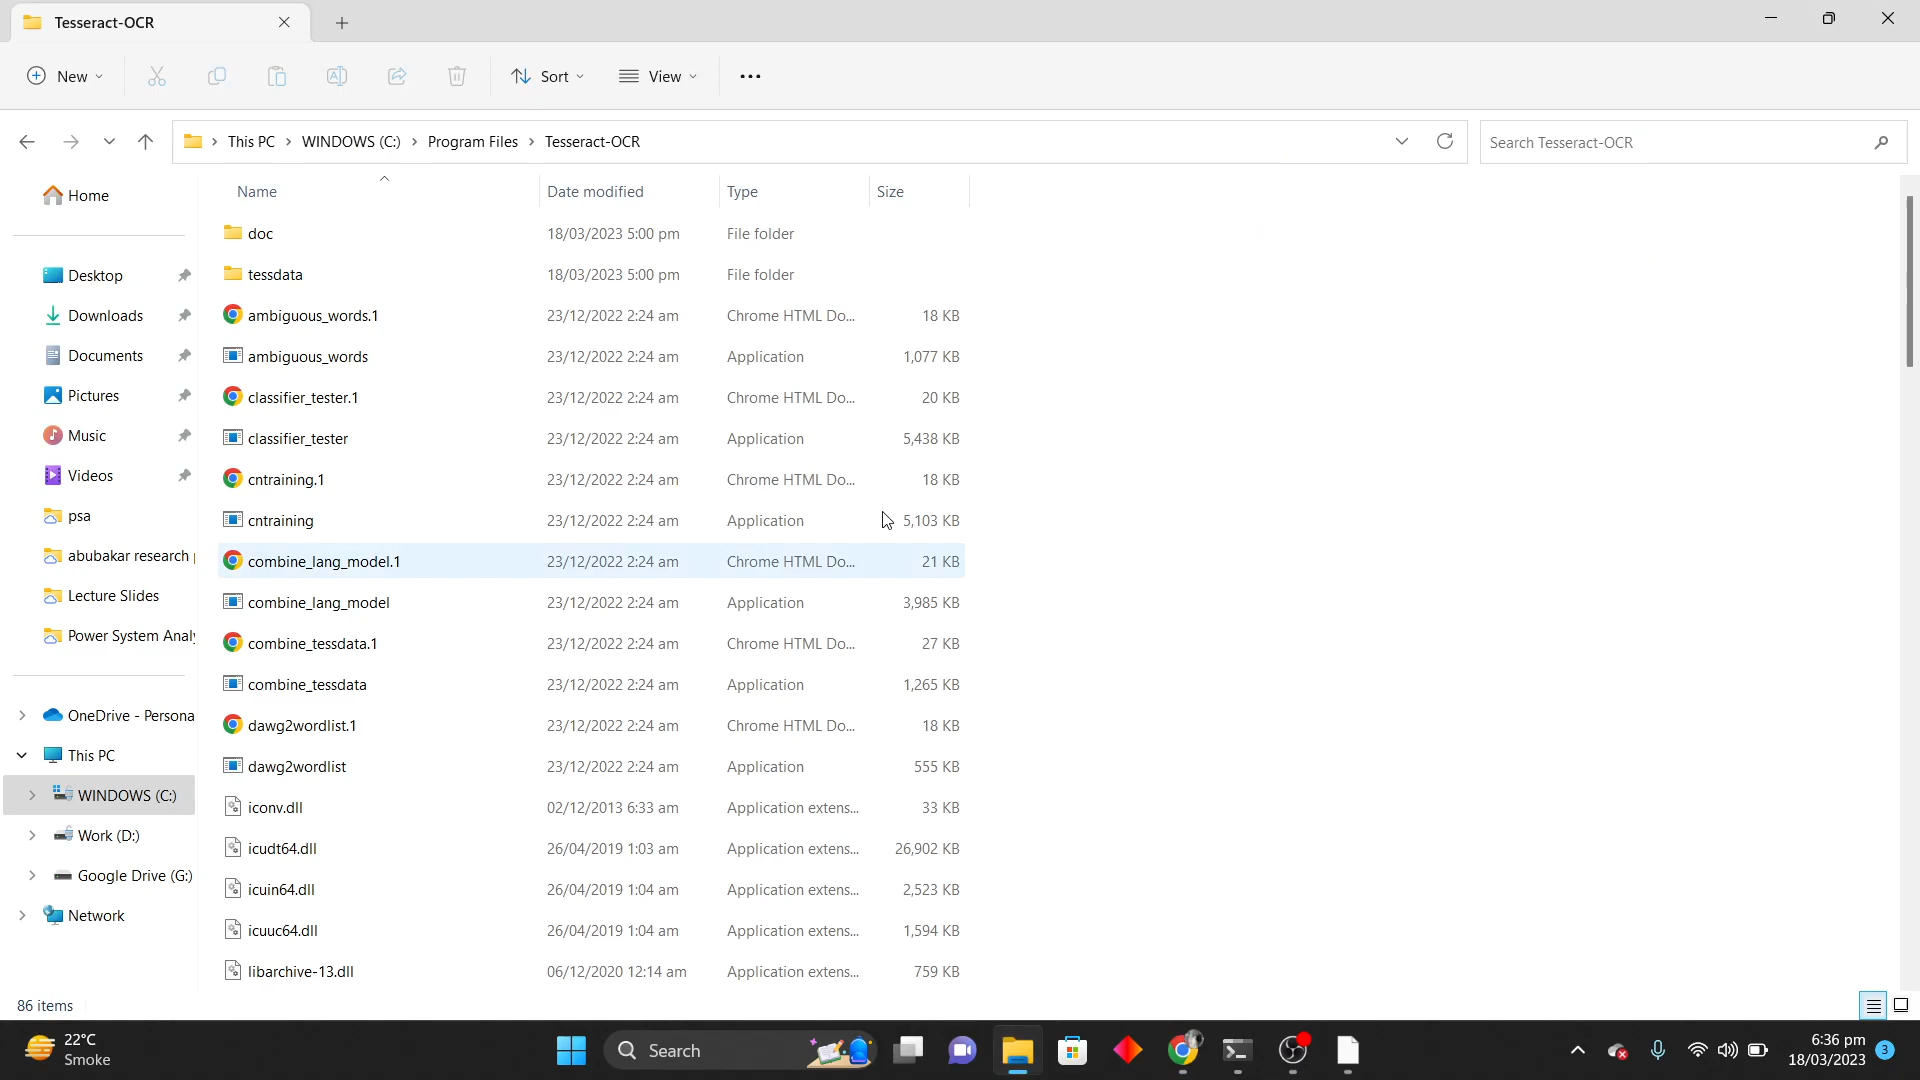 Tesseract-OCR
New
Sort
View
This PC > WINDOWS (C:) > Program Files > Tesseract-OCR
Search Tesseract-OCR
Home
Desktop
Downloads
Documents
Pictures
Music
Videos
psa
abubakar research
Lecture Slides
Power System Anal
OneDrive - Persona
This PC
WINDOWS (C:)
Work (D:)
Google Drive (G:)
Network
Name Date modified Type Size
doc 18/03/2023 5:00 pm File folder
tessdata 18/03/2023 5:00 pm File folder
ambiguous_words.1 23/12/2022 2:24 am Chrome HTML Do... 18 KB
ambiguous_words 23/12/2022 2:24 am Application 1,077 KB
classifier_tester.1 23/12/2022 2:24 am Chrome HTML Do... 20 KB
classifier_tester 23/12/2022 2:24 am Application 5,438 KB
cntraining.1 23/12/2022 2:24 am Chrome HTML Do... 18 KB
cntraining 23/12/2022 2:24 am Application 5,103 KB
combine_lang_model.1 23/12/2022 2:24 am Chrome HTML Do... 21 KB
combine_lang_model 23/12/2022 2:24 am Application 3,985 KB
combine_tessdata.1 23/12/2022 2:24 am Chrome HTML Do... 27 KB
combine_tessdata 23/12/2022 2:24 am Application 1,265 KB
dawg2wordlist.1 23/12/2022 2:24 am Chrome HTML Do... 18 KB
dawg2wordlist 23/12/2022 2:24 am Application 555 KB
iconv.dll 02/12/2013 6:33 am Application extens... 33 KB
icudt64.dll 26/04/2019 1:03 am Application extens... 26,902 KB
icuin64.dll 26/04/2019 1:04 am Application extens... 2,523 KB
icuuc64.dll 26/04/2019 1:04 am Application extens... 1,594 KB
libarchive-13.dll 06/12/2020 12:14 am Application extens... 759 KB
86 items
22°C
Smoke
Search
6:36 pm
18/03/2023
3